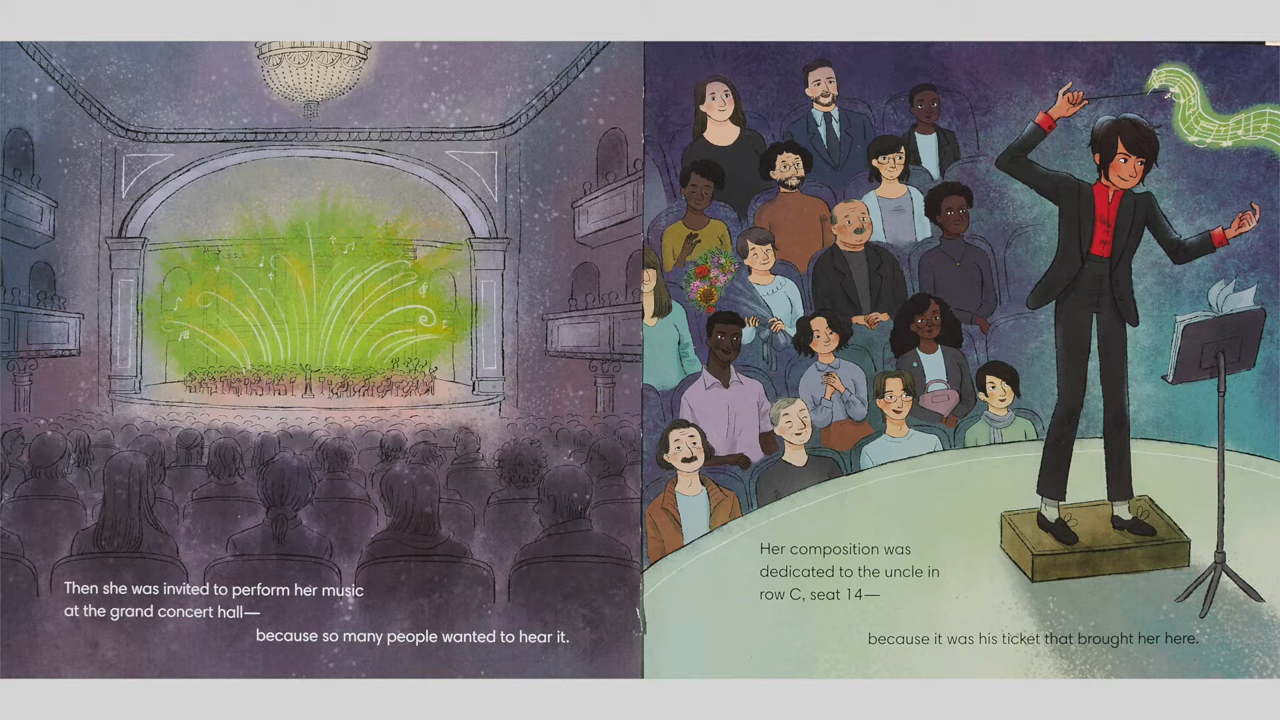 Then she was invited to perform her music
at the grand concert hall—
because so many people wanted to hear it.
Her composition was
dedicated to the uncle in
row C, seat 14—
because it was his ticket that brought her here.